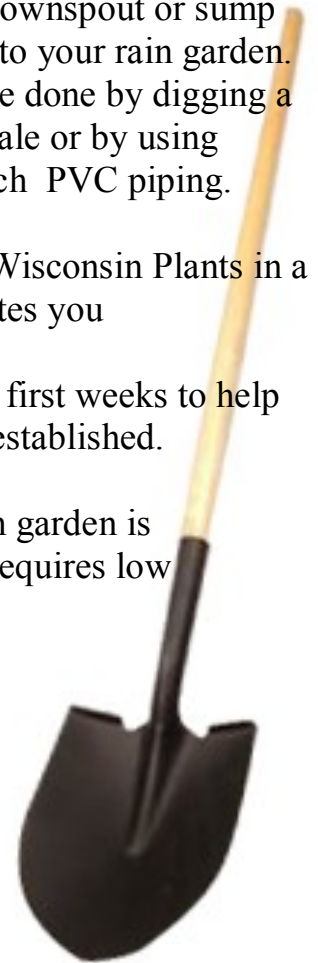 ownspout or sump
to your rain garden.
e done by digging a
ale or by using
ch PVC piping.
Wisconsin Plants in a
tes you
first weeks to help
established.
n garden is
equires low